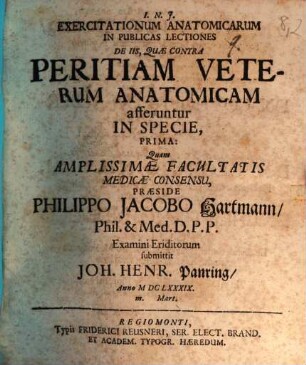 I. N. J.
EXERCITATIONUM ANATOMICARUM
IN PUBLICAS LECTIONES
DE IIS, QUÆ CONTRA
PERITIAM VETE-
RUM ANATOMICAM
afferuntur
IN SPECIE,
PRIMA:
Quam
AMPLISSIMÆ FACULTATIS
MEDICÆ CONSENSU,
PRÆSIDE
PHILIPPO JACOBO Hartmann/
Phil. & Med. D. P. P.
Examini Eriditorum
submittit
JOH. HENR. Panring/
Anno M DC LXXXIX.
m. Mart.
REGIOMONTI,
Typis FRIDERICI REUSNERI, SER. ELECT. BRAND.
ET ACADEM. TYPOGR. HÆREDUM.